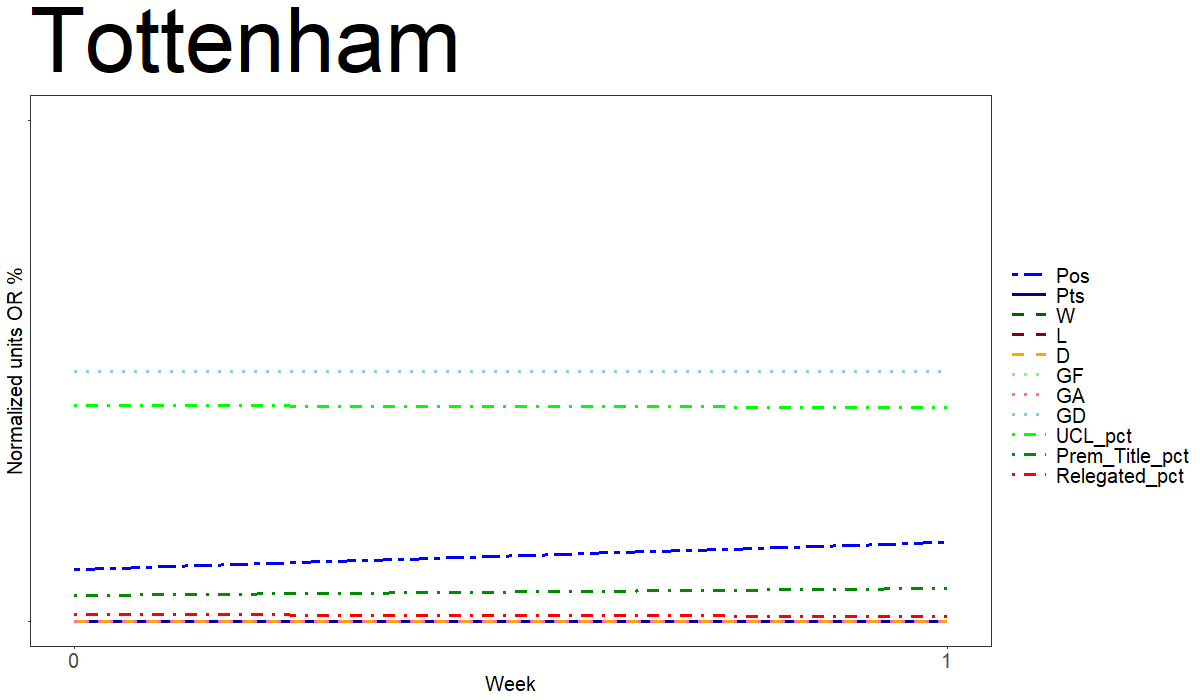 Tottenham
Normalized units OR %
Pos
Pts
W
L
D
GF
GA
GD
UCL_pct
Prem_Title_pct
Relegated_pct
0
1
Week